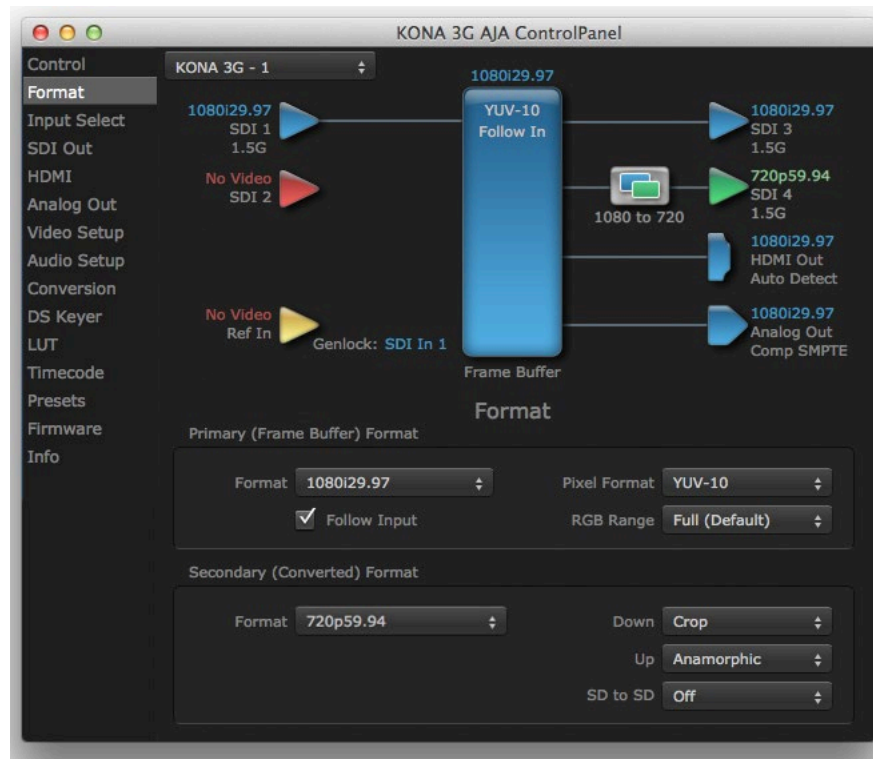 KONA 3G AJA ControlPanel
Control
Format
Input Select
SDI Out
HDMI
Analog Out
Video Setup
Audio Setup
Conversion
DS Keyer
LUT
Timecode
Presets
Firmware
Info
KONA 3G - 1
1080i29.97
1080i29.97
SDI 1
1.5G
No Video
SDI 2
No Video
Ref In
Genlock: SDI In 1
YUV-10
Follow In
Frame Buffer
1080 to 720
1080i29.97
SDI 3
1.5G
720p59.94
SDI 4
1.5G
1080i29.97
HDMI Out
Auto Detect
1080i29.97
Analog Out
Comp SMPTE
Format
Primary (Frame Buffer) Format
Format 1080i29.97
Pixel Format YUV-10
Follow Input
RGB Range Full (Default)
Secondary (Converted) Format
Format 720p59.94
Down Crop
Up Anamorphic
SD to SD Off